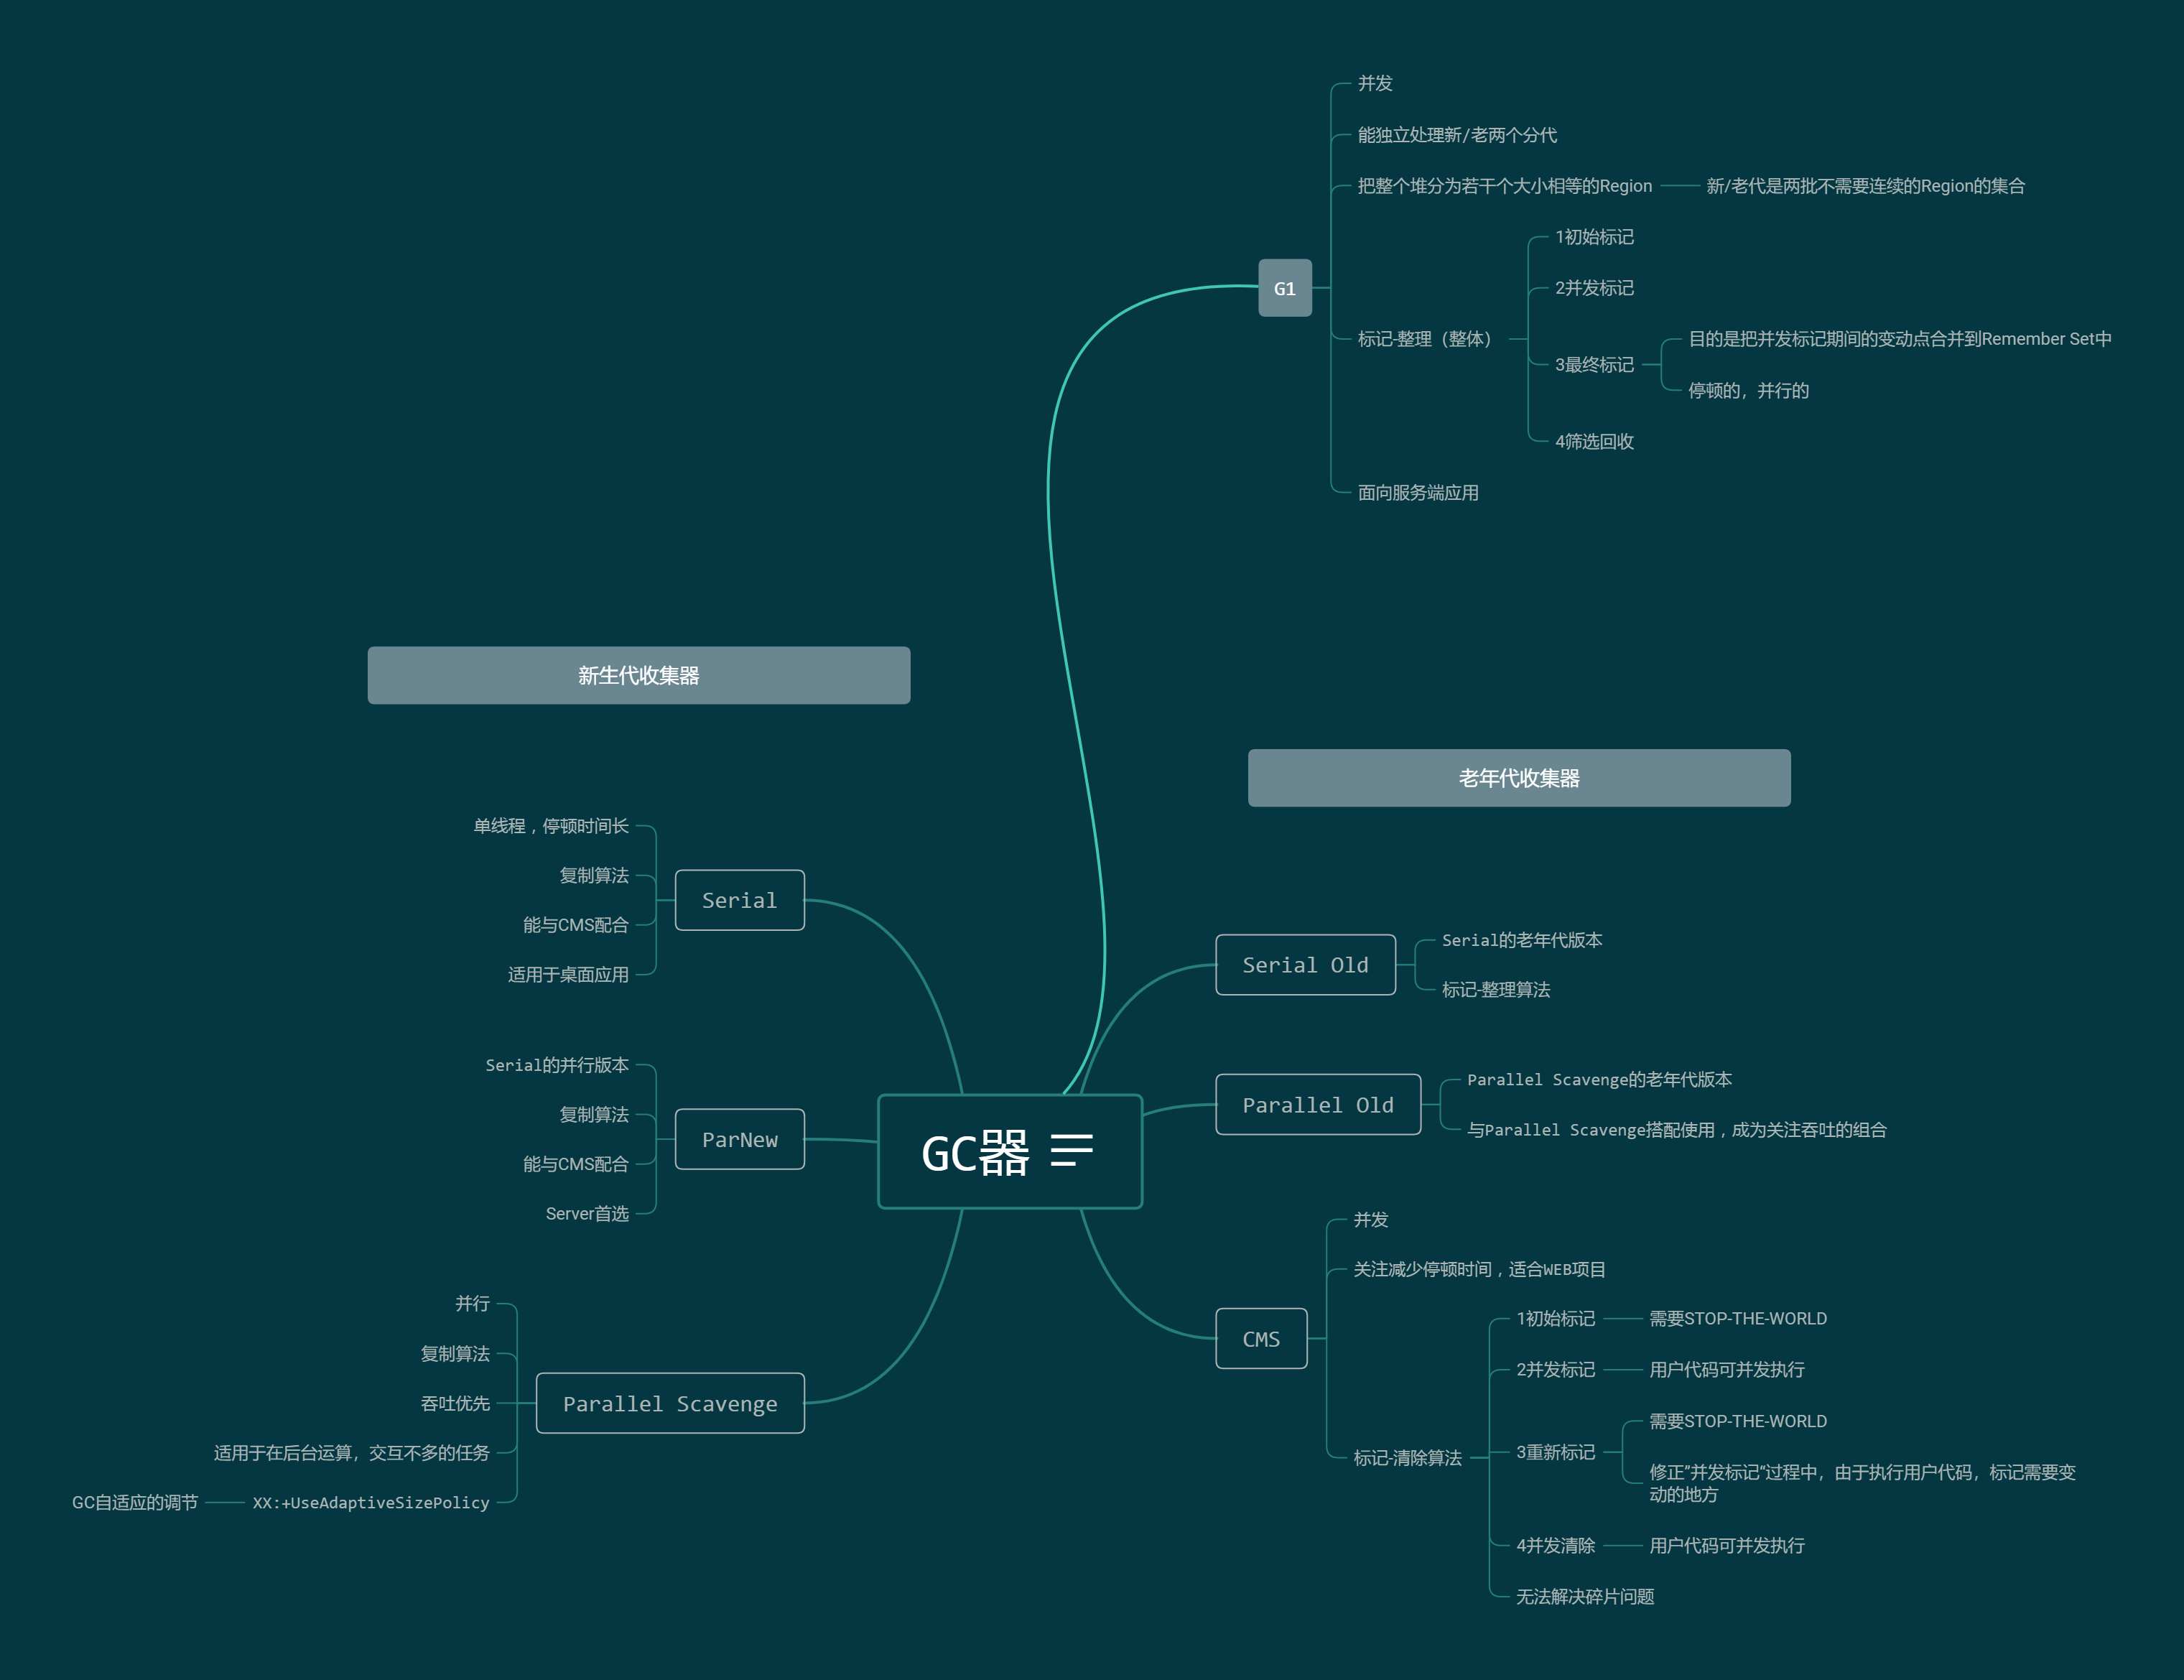 并发
能独立处理新/老两个分代
把整个堆分为若干个大小相等的Region
新/老代是两批不需要连续的Region的集合
G1
标记-整理（整体）
1初始标记
2并发标记
3最终标记
目的是把并发标记期间的变动点合并到Remember Set中
停顿的，并行的
4筛选回收
面向服务端应用
新生代收集器
老年代收集器
单线程，停顿时间长
复制算法
能与CMS配合
适用于桌面应用
Serial
Serial的并行版本
复制算法
能与CMS配合
Server首选
ParNew
并行
复制算法
吞吐优先
适用于在后台运算，交互不多的任务
GC自适应的调节
XX:+UseAdaptiveSizePolicy
Parallel Scavenge
GC器
Serial Old
Serial的老年代版本
标记-整理算法
Parallel Old
Parallel Scavenge的老年代版本
与Parallel Scavenge搭配使用，成为关注吞吐的组合
CMS
并发
关注减少停顿时间，适合WEB项目
标记-清除算法
1初始标记
需要STOP-THE-WORLD
2并发标记
用户代码可并发执行
3重新标记
需要STOP-THE-WORLD
修正”并发标记“过程中，由于执行用户代码，标记需要变
动的地方
4并发清除
用户代码可并发执行
无法解决碎片问题